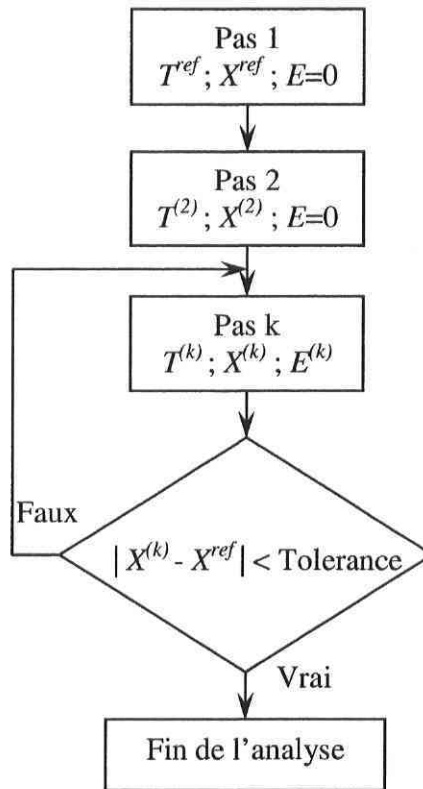 Pas 1
T^ref ; X^ref ; E=0
Pas 2
T^(2) ; X^(2) ; E=0
Pas k
T^(k) ; X^(k) ; E^(k)
Faux
| X^(k) - X^ref | < Tolerance
Vrai
Fin de l'analyse